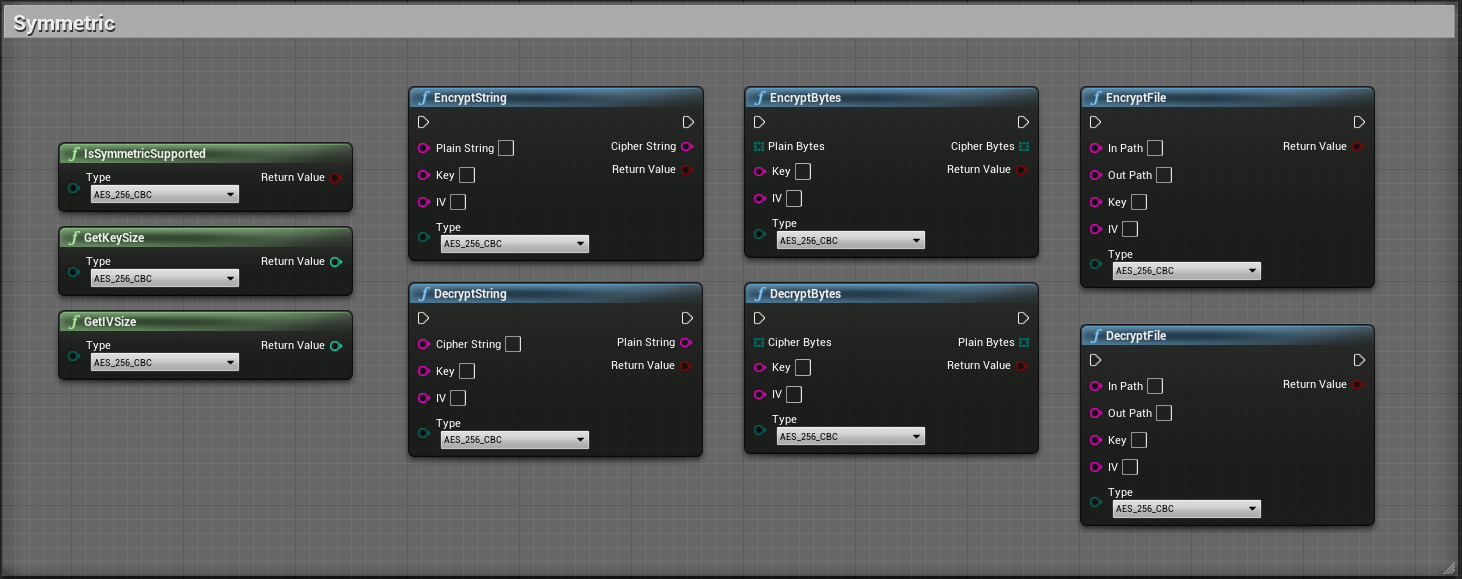 Symmetric
IsSymmetricSupported
Type
Return Value
AES_256_CBC
GetKeySize
Type
Return Value
AES_256_CBC
GetIVSize
Type
Return Value
AES_256_CBC
EncryptString
Plain String
Cipher String
Key
Return Value
IV
Type
AES_256_CBC
DecryptString
Cipher String
Plain String
Key
Return Value
IV
Type
AES_256_CBC
EncryptBytes
Plain Bytes
Cipher Bytes
Key
Return Value
IV
Type
AES_256_CBC
DecryptBytes
Cipher Bytes
Plain Bytes
Key
Return Value
IV
Type
AES_256_CBC
EncryptFile
In Path
Return Value
Out Path
Key
IV
Type
AES_256_CBC
DecryptFile
In Path
Return Value
Out Path
Key
IV
Type
AES_256_CBC